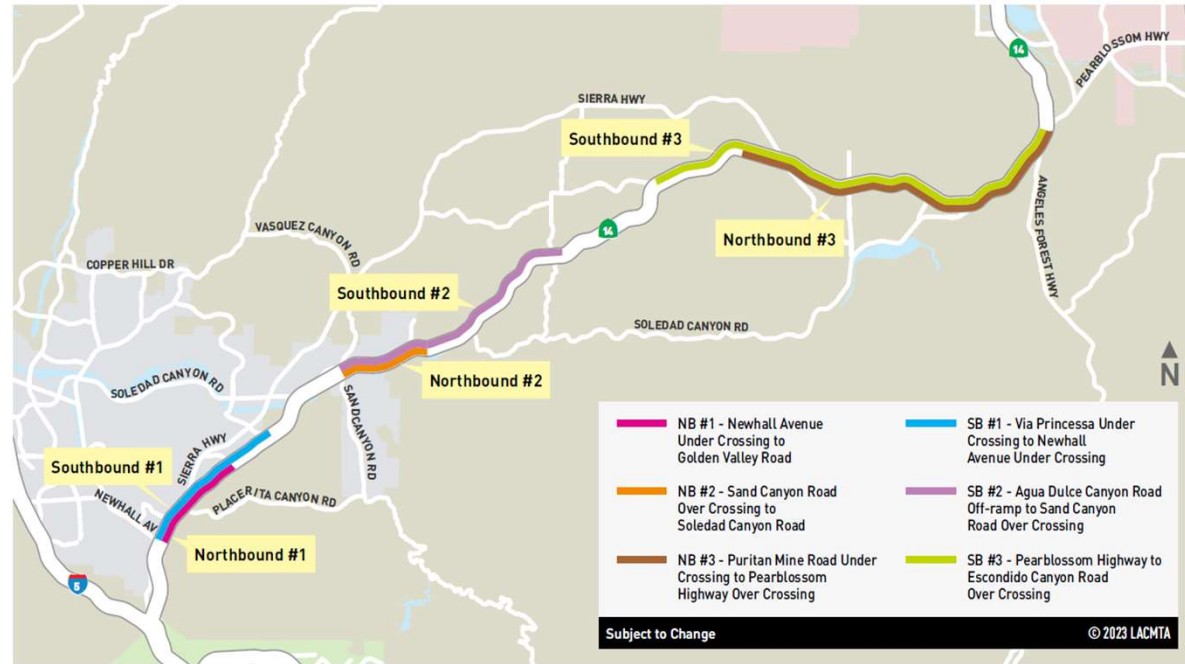 14
PEARBLOSSOM HWY
SIERRA HWY
Southbound #3
ANGELES FOREST HWY
Northbound #3
14
VASQUEZ CANYON RD
COPPER HILL DR
Southbound #2
SOLEDAD CANYON RD
Northbound #2
SOLEDAD CANYON RD
SAND CANYON RD
SIERRA HWY
Southbound #1
PLACERITA CANYON RD
NEWHALL AV
Northbound #1
5
N
NB #1 - Newhall Avenue
Under Crossing to
Golden Valley Road
SB #1 - Via Princessa Under
Crossing to Newhall
Avenue Under Crossing
NB #2 - Sand Canyon Road
Over Crossing to
Soledad Canyon Road
SB #2 - Agua Dulce Canyon Road
Off-ramp to Sand Canyon
Road Over Crossing
NB #3 - Puritan Mine Road Under
Crossing to Pearblossom
Highway Over Crossing
SB #3 - Pearblossom Highway to
Escondido Canyon Road
Over Crossing
Subject to Change
© 2023 LACMTA